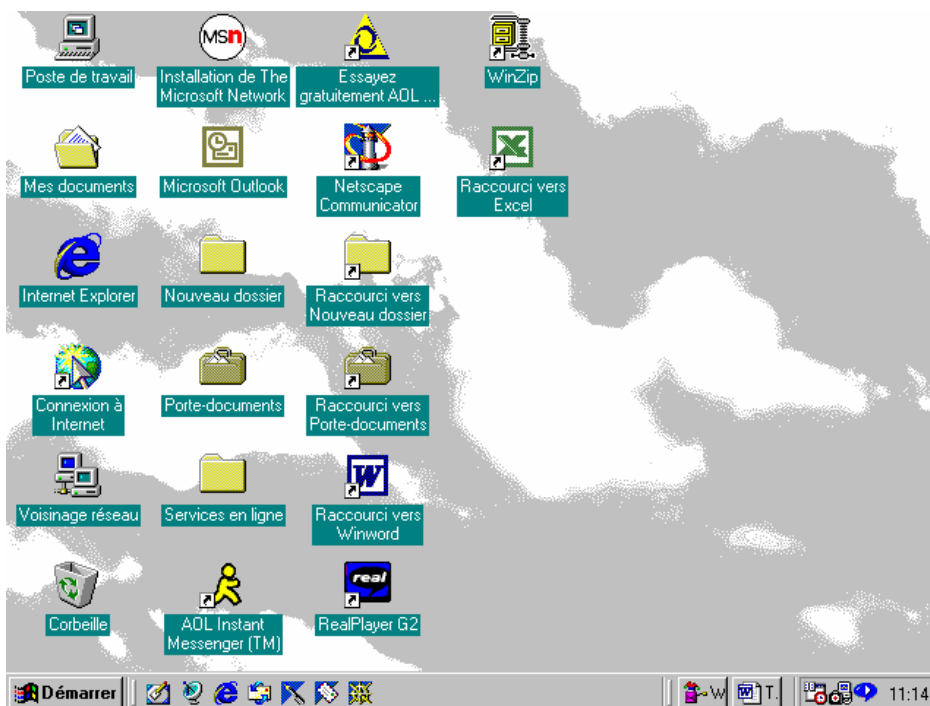 MSn
Poste de travail
Installation de The
Microsoft Network
Essayez
gratuitement AOL ...
WinZip
Mes documents
Microsoft Outlook
Netscape
Communicator
Raccourci vers
Excel
Internet Explorer
Nouveau dossier
Raccourci vers
Nouveau dossier
Connexion à
Internet
Porte-documents
Raccourci vers
Porte-documents
Voisinage réseau
Services en ligne
W
Raccourci vers
Winword
real
Corbeille
AOL Instant
Messenger (TM)
RealPlayer G2
Démarrer
W
T.
11:14